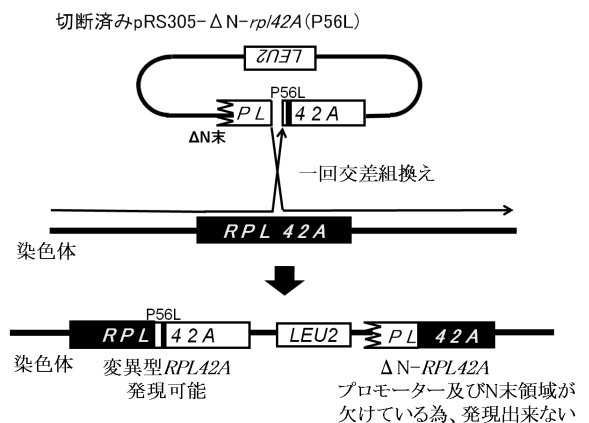 切断済みpRS305-ΔN-rpl42A(P56L)
LEU2
P56L
PL 42A
ΔN末
一回交差組換え
RPL 42A
染色体
P56L
RPL 42A LEU2 PL 42A
染色体
変異型RPL42A
発現可能
ΔN-RPL42A
プロモーター及びN末領域が
欠けている為、発現出来ない